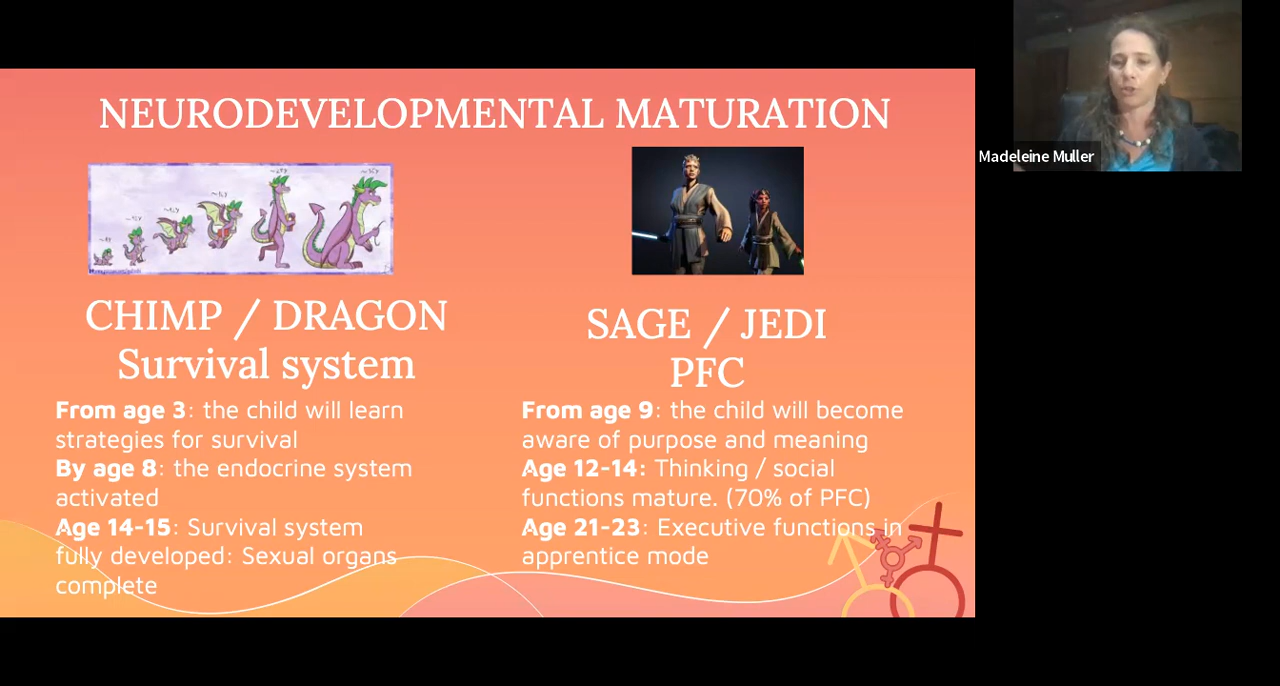 NEURODEVELOPMENTAL MATURATION
CHIMP / DRAGON
Survival system
From age 3: the child will learn
strategies for survival
By age 8: the endocrine system
activated
Age 14-15: Survival system
fully developed: Sexual organs
complete
SAGE / JEDI
PFC
From age 9: the child will become
aware of purpose and meaning
Age 12-14: Thinking / social
functions mature. (70% of PFC)
Age 21-23: Executive functions in
apprentice mode
Madeleine Muller